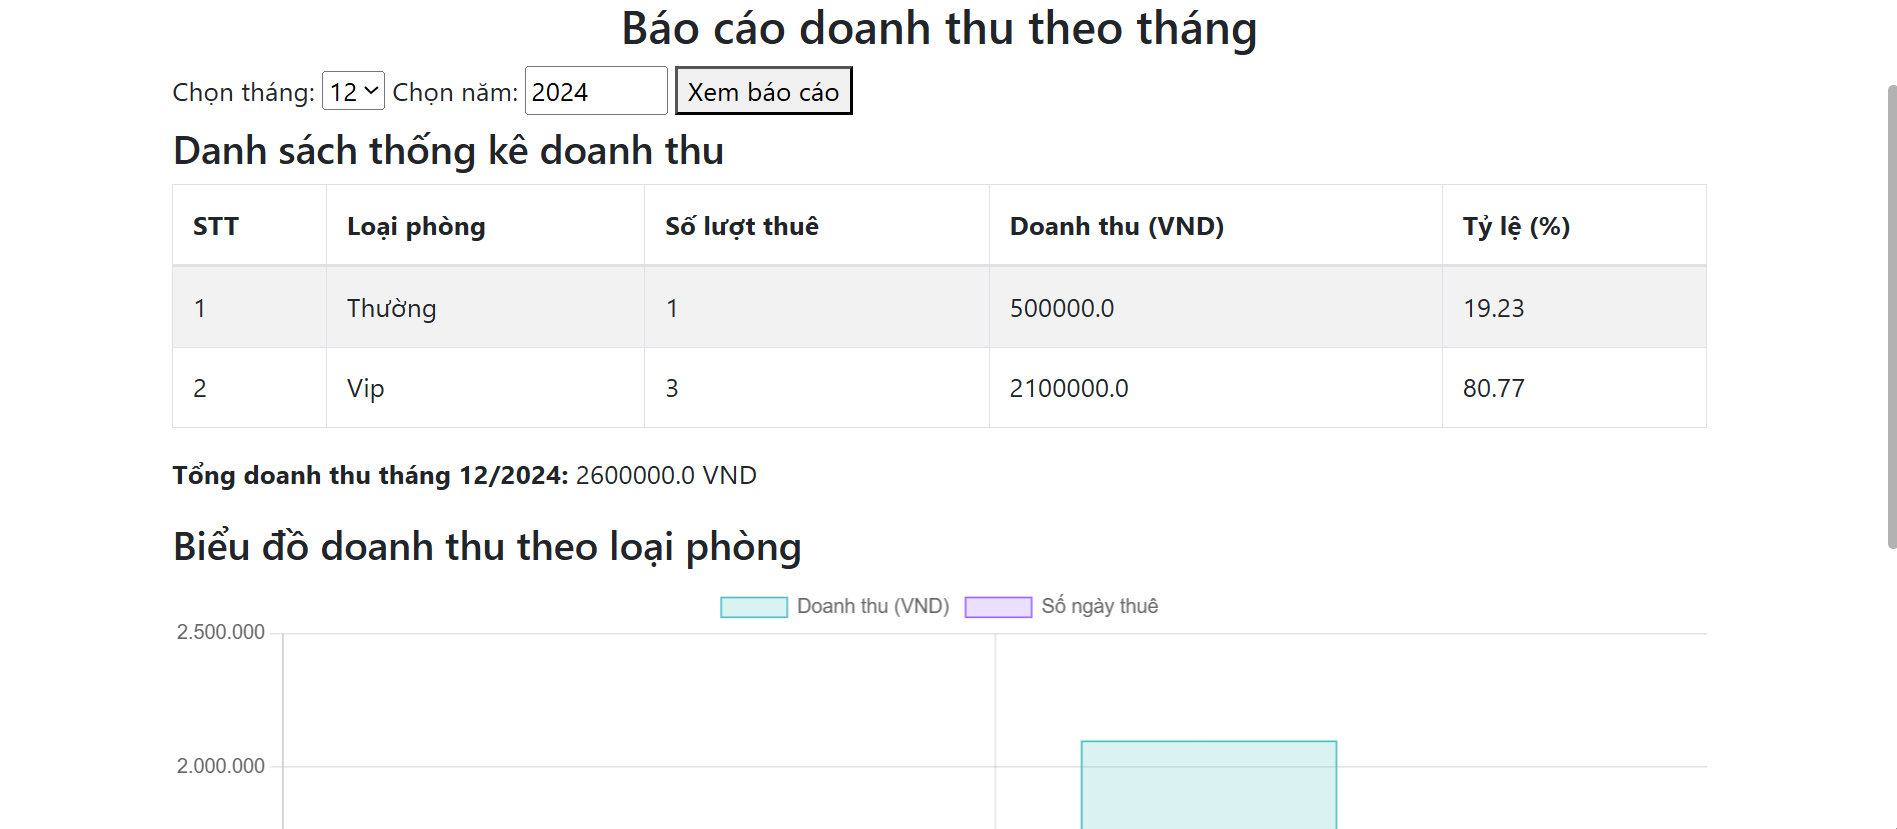 Báo cáo doanh thu theo tháng
Chọn tháng: 12 Chọn năm: 2024 Xem báo cáo
Danh sách thống kê doanh thu
STT Loại phòng Số lượt thuê Doanh thu (VND) Tỷ lệ (%)
1 Thường 1 500000.0 19.23
2 Vip 3 2100000.0 80.77
Tổng doanh thu tháng 12/2024: 2600000.0 VND
Biểu đồ doanh thu theo loại phòng
Doanh thu (VND) Số ngày thuê
2.500.000
2.000.000